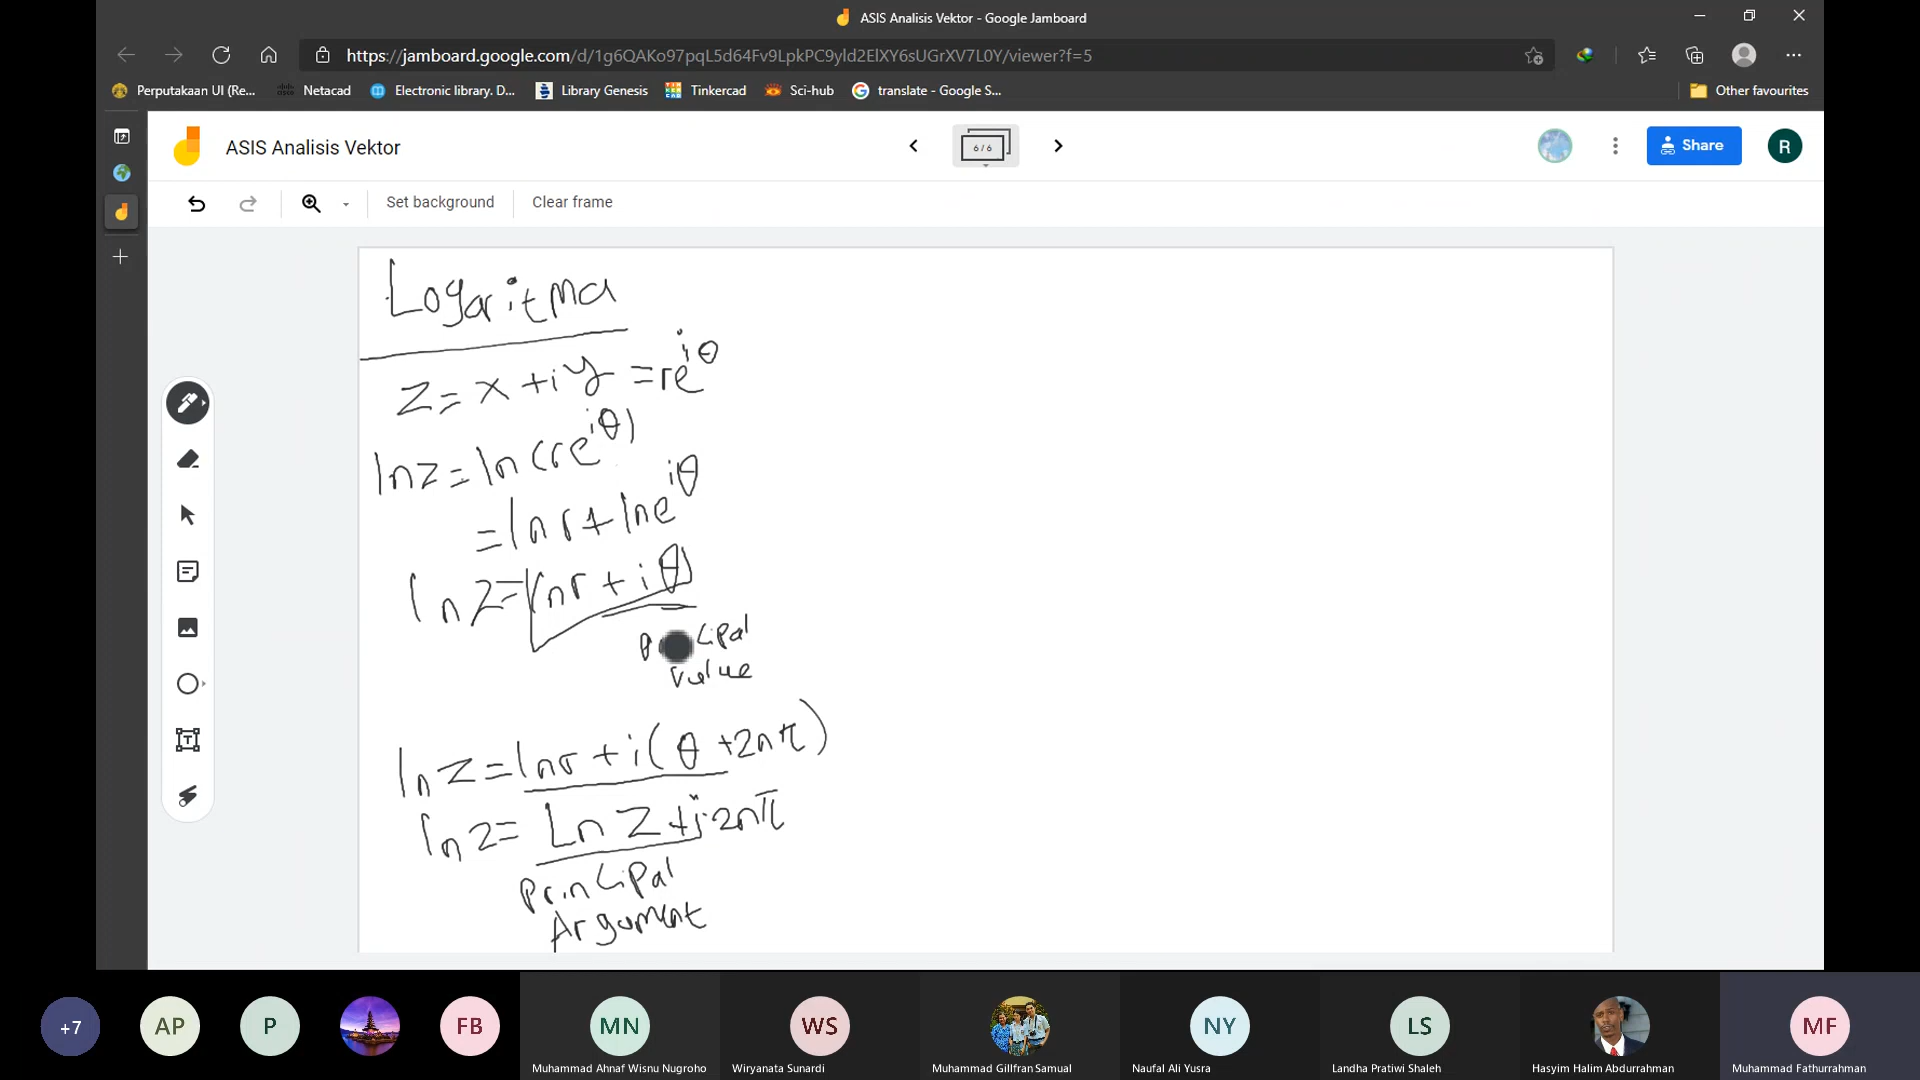 ASIS Analisis Vektor - Google Jamboard
https://jamboard.google.com/d/1g6QAKo97pqL5d64Fv9LpkPC9yld2ElXY6sUGrXV7L0Y/viewer?f=5
Perputakaan UI (Re... Netacad Electronic library. D... Library Genesis Tinkercad Sci-hub translate - Google S... Other favourites
ASIS Analisis Vektor
6 / 6
Share
R
Set background Clear frame
Logaritma
z = x + iy = re^{iθ}
ln z = ln (re^{iθ})
= ln r + ln e^{iθ}
ln z = ln r + iθ
value
ln z = ln r + i(θ + 2nπ)
ln z = Ln z + j 2nπ
Principal
Argument
+7 AP P FB MN WS NY LS MF
Muhammad Ahnaf Wisnu Nugroho Wiryanata Sunardi Muhammad Gillfran Samual Naufal Ali Yusra Landha Pratiwi Shaleh Hasyim Halim Abdurrahman Muhammad Fathurrahman